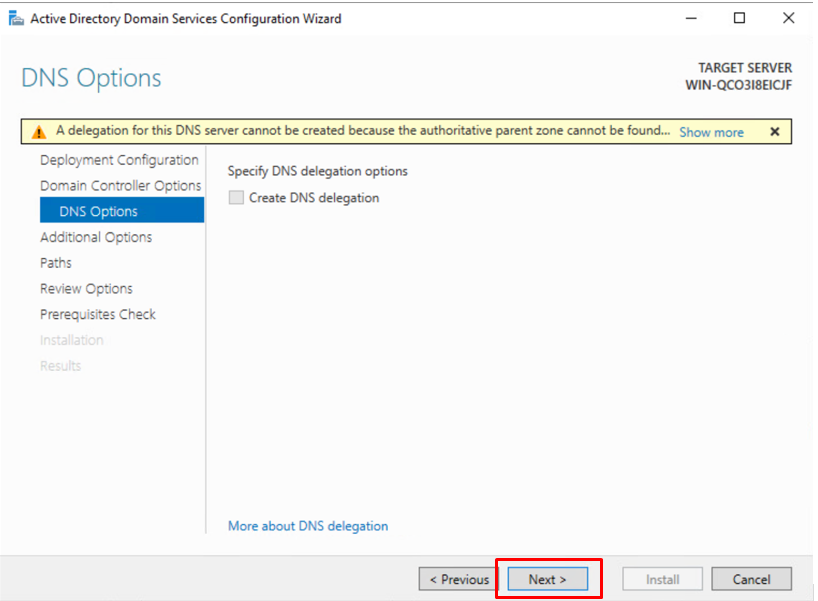 Active Directory Domain Services Configuration Wizard
DNS Options
TARGET SERVER
WIN-QCO3I8EICJF
A delegation for this DNS server cannot be created because the authoritative parent zone cannot be found... Show more
Deployment Configuration
Domain Controller Options
DNS Options
Additional Options
Paths
Review Options
Prerequisites Check
Installation
Results
Specify DNS delegation options
Create DNS delegation
More about DNS delegation
< Previous Next > Install Cancel